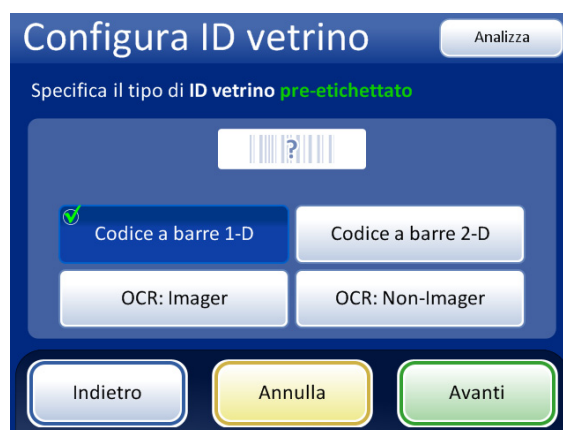 Configura ID vetrino
Analizza
Specifica il tipo di ID vetrino pre-etichettato
?
Codice a barre 1-D
Codice a barre 2-D
OCR: Imager
OCR: Non-Imager
Indietro
Annulla
Avanti